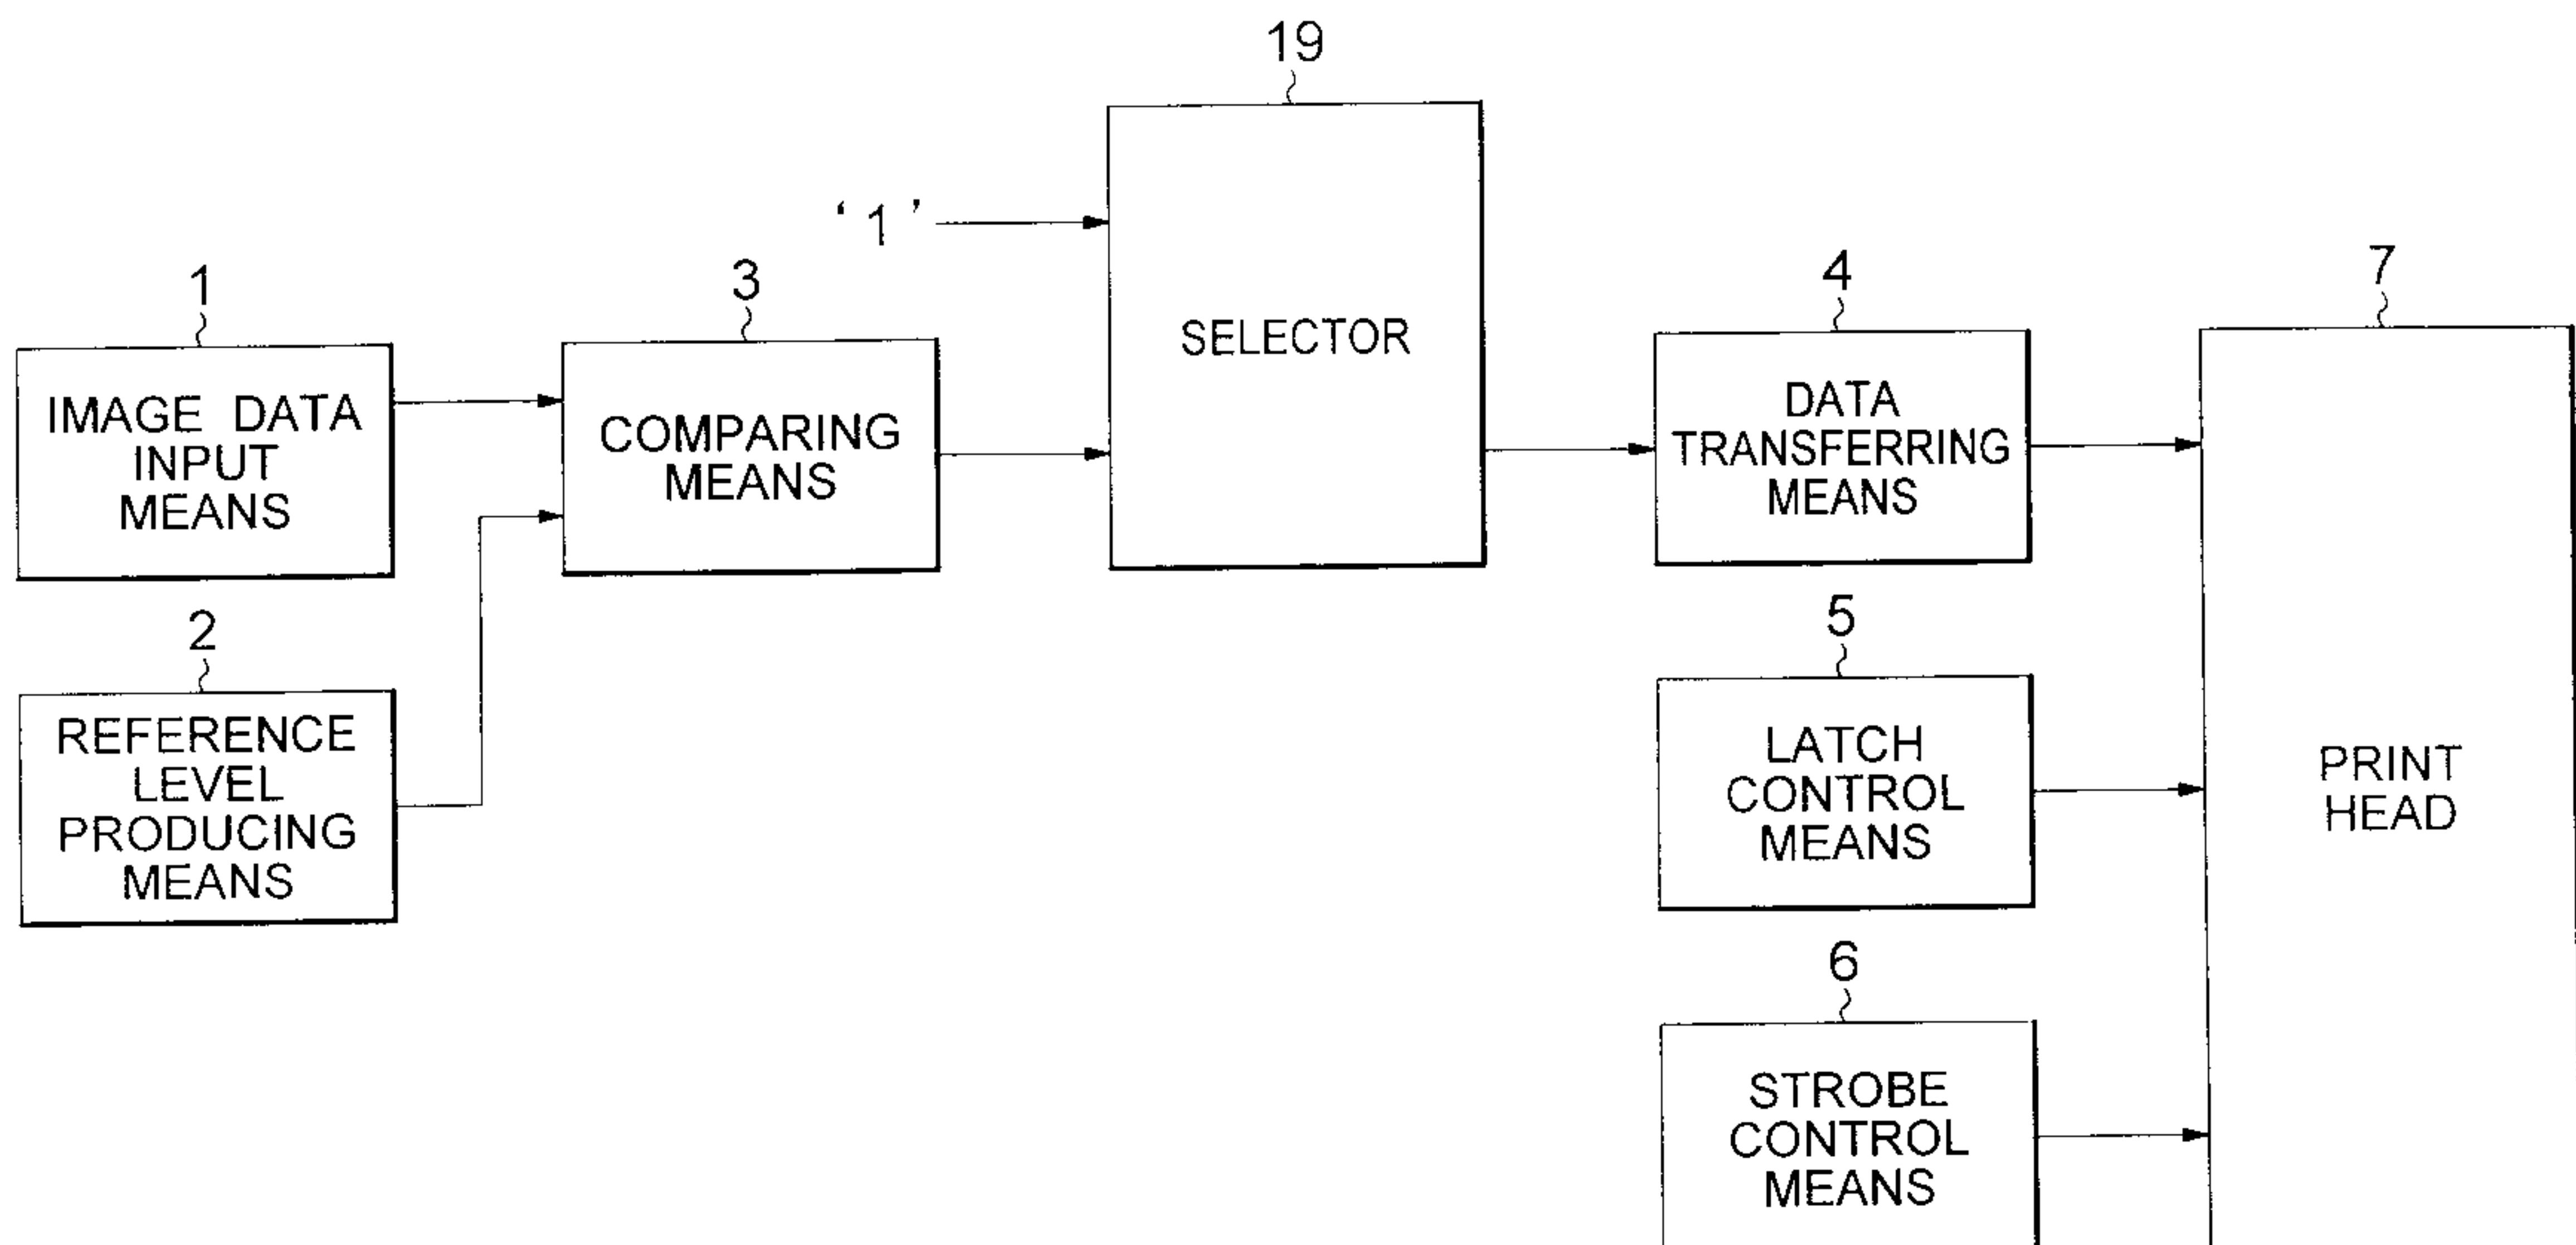 19
' 1 '
SELECTOR
1
IMAGE DATA
INPUT
MEANS
3
COMPARING
MEANS
4
DATA
TRANSFERRING
MEANS
7
PRINT
HEAD
2
REFERENCE
LEVEL
PRODUCING
MEANS
5
LATCH
CONTROL
MEANS
6
STROBE
CONTROL
MEANS